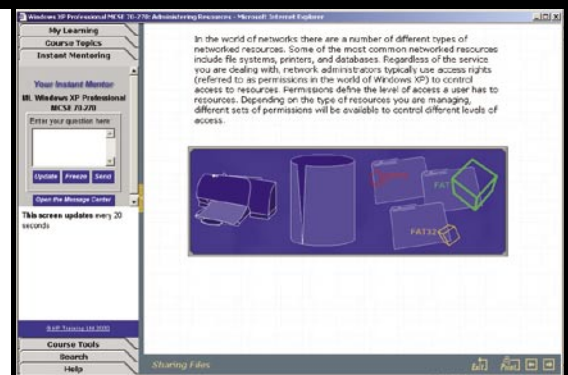 Windows XP Professional MCSE 70-270: Administering Resources - Microsoft Internet Explorer
My Learning
Course Topics
Instant Mentoring
Your Instant Mentor
ML Windows XP Professional
MCSE 70-270
Enter your question here
Update Freeze Send
Open the Message Center
This screen updates every 20
seconds
Course Tools
Search
Help
In the world of networks there are a number of different types of
networked resources. Some of the most common networked resources
include file systems, printers, and databases. Regardless of the service
you are dealing with, network administrators typically use access rights
(referred to as permissions in the world of Windows XP) to control
access to resources. Permissions define the level of access a user has to
resources. Depending on the type of resources you are managing,
different sets of permissions will be available to control different levels of
access.
FAT
FAT32
Sharing Files
Exit Print